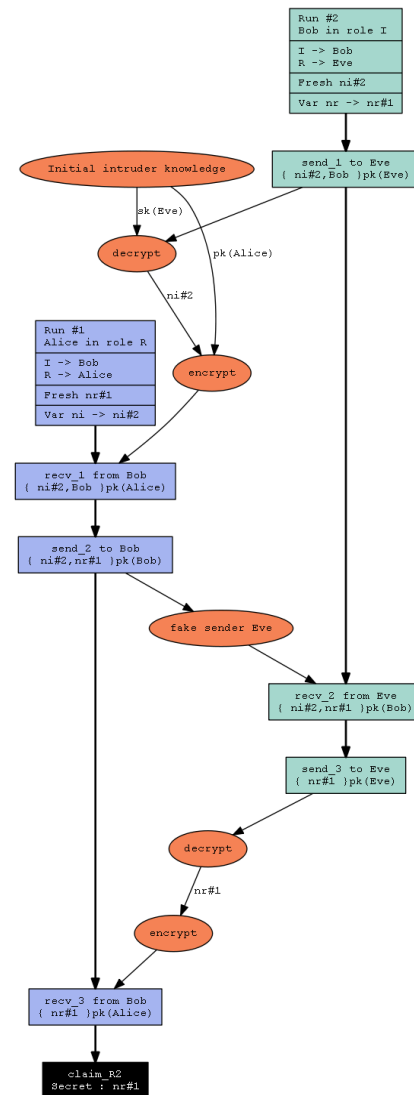 Run #2
Bob in role I
I -> Bob
R -> Eve
Fresh ni#2
Var nr -> nr#1
send_1 to Eve
{ ni#2,Bob }pk(Eve)
Initial intruder knowledge
sk(Eve)
decrypt
pk(Alice)
ni#2
Run #1
Alice in role R
I -> Bob
R -> Alice
Fresh nr#1
Var ni -> ni#2
encrypt
recv_1 from Bob
{ ni#2,Bob }pk(Alice)
send_2 to Bob
{ ni#2,nr#1 }pk(Bob)
fake sender Eve
recv_2 from Eve
{ ni#2,nr#1 }pk(Bob)
send_3 to Eve
{ nr#1 }pk(Eve)
decrypt
nr#1
encrypt
recv_3 from Bob
{ nr#1 }pk(Alice)
claim_R2
Secret : nr#1